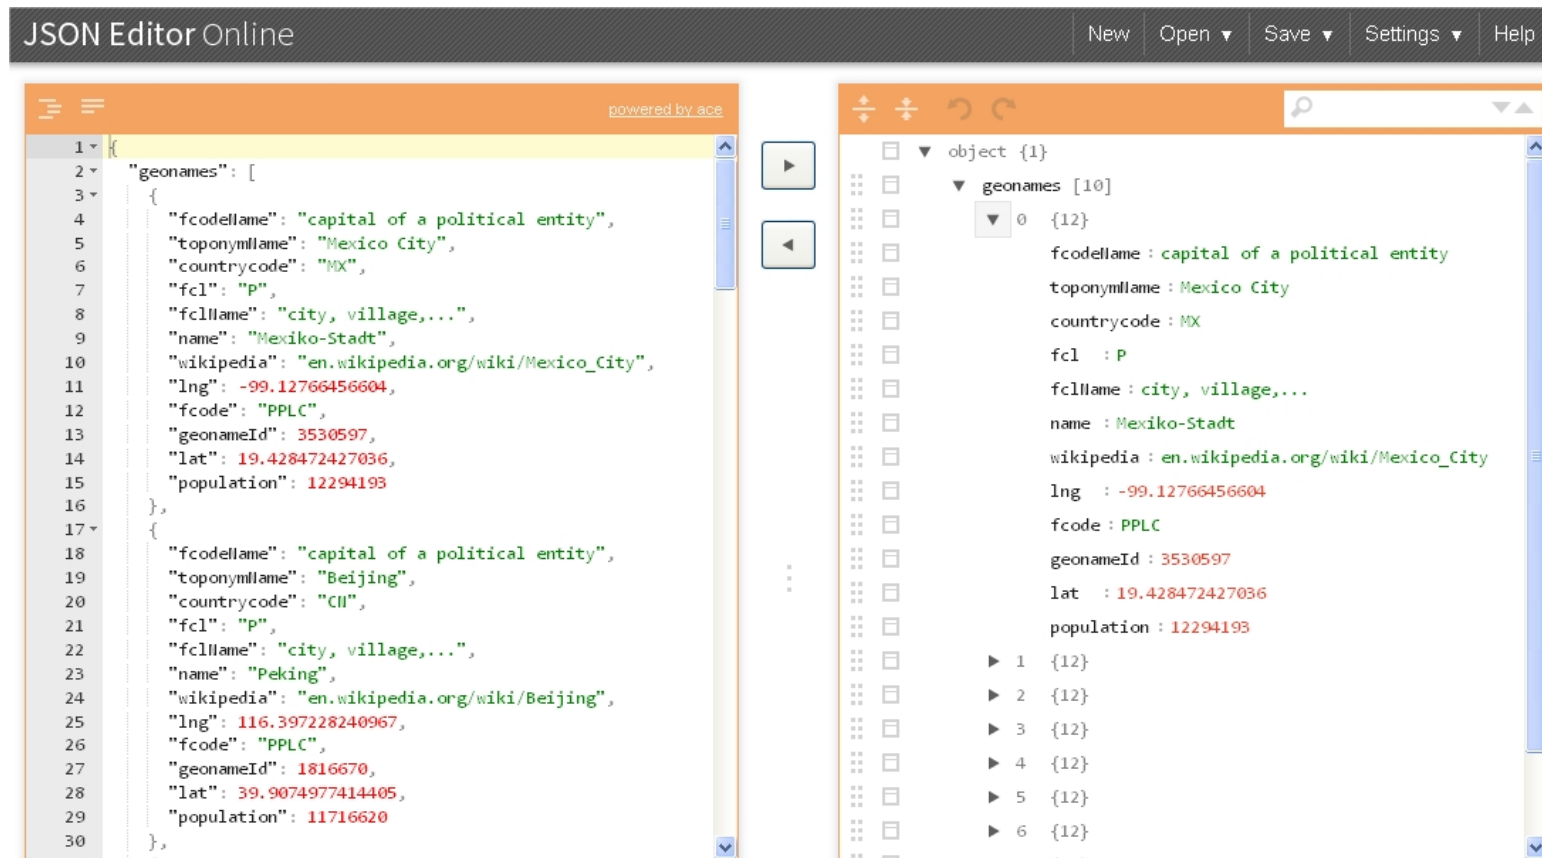 JSON Editor Online
New
Open ▼
Save ▼
Settings ▼
Help
powered by ace
1 {
2 "geonames": [
3 {
4 "fcodeName": "capital of a political entity",
5 "toponymName": "Mexico City",
6 "countrycode": "MX",
7 "fcl": "P",
8 "fclName": "city, village,...",
9 "name": "Mexiko-Stadt",
10 "wikipedia": "en.wikipedia.org/wiki/Mexico_City",
11 "lng": -99.12766456604,
12 "fcode": "PPLC",
13 "geonameId": 3530597,
14 "lat": 19.428472427036,
15 "population": 12294193
16 },
17 {
18 "fcodeName": "capital of a political entity",
19 "toponymName": "Beijing",
20 "countrycode": "CN",
21 "fcl": "P",
22 "fclName": "city, village,...",
23 "name": "Peking",
24 "wikipedia": "en.wikipedia.org/wiki/Beijing",
25 "lng": 116.397228240967,
26 "fcode": "PPLC",
27 "geonameId": 1816670,
28 "lat": 39.9074977414405,
29 "population": 11716620
30 },
▼ object {1}
▼ geonames [10]
▼ 0 {12}
fcodeName : capital of a political entity
toponymName : Mexico City
countrycode : MX
fcl : P
fclName : city, village,...
name : Mexiko-Stadt
wikipedia : en.wikipedia.org/wiki/Mexico_City
lng : -99.12766456604
fcode : PPLC
geonameId : 3530597
lat : 19.428472427036
population : 12294193
► 1 {12}
► 2 {12}
► 3 {12}
► 4 {12}
► 5 {12}
► 6 {12}